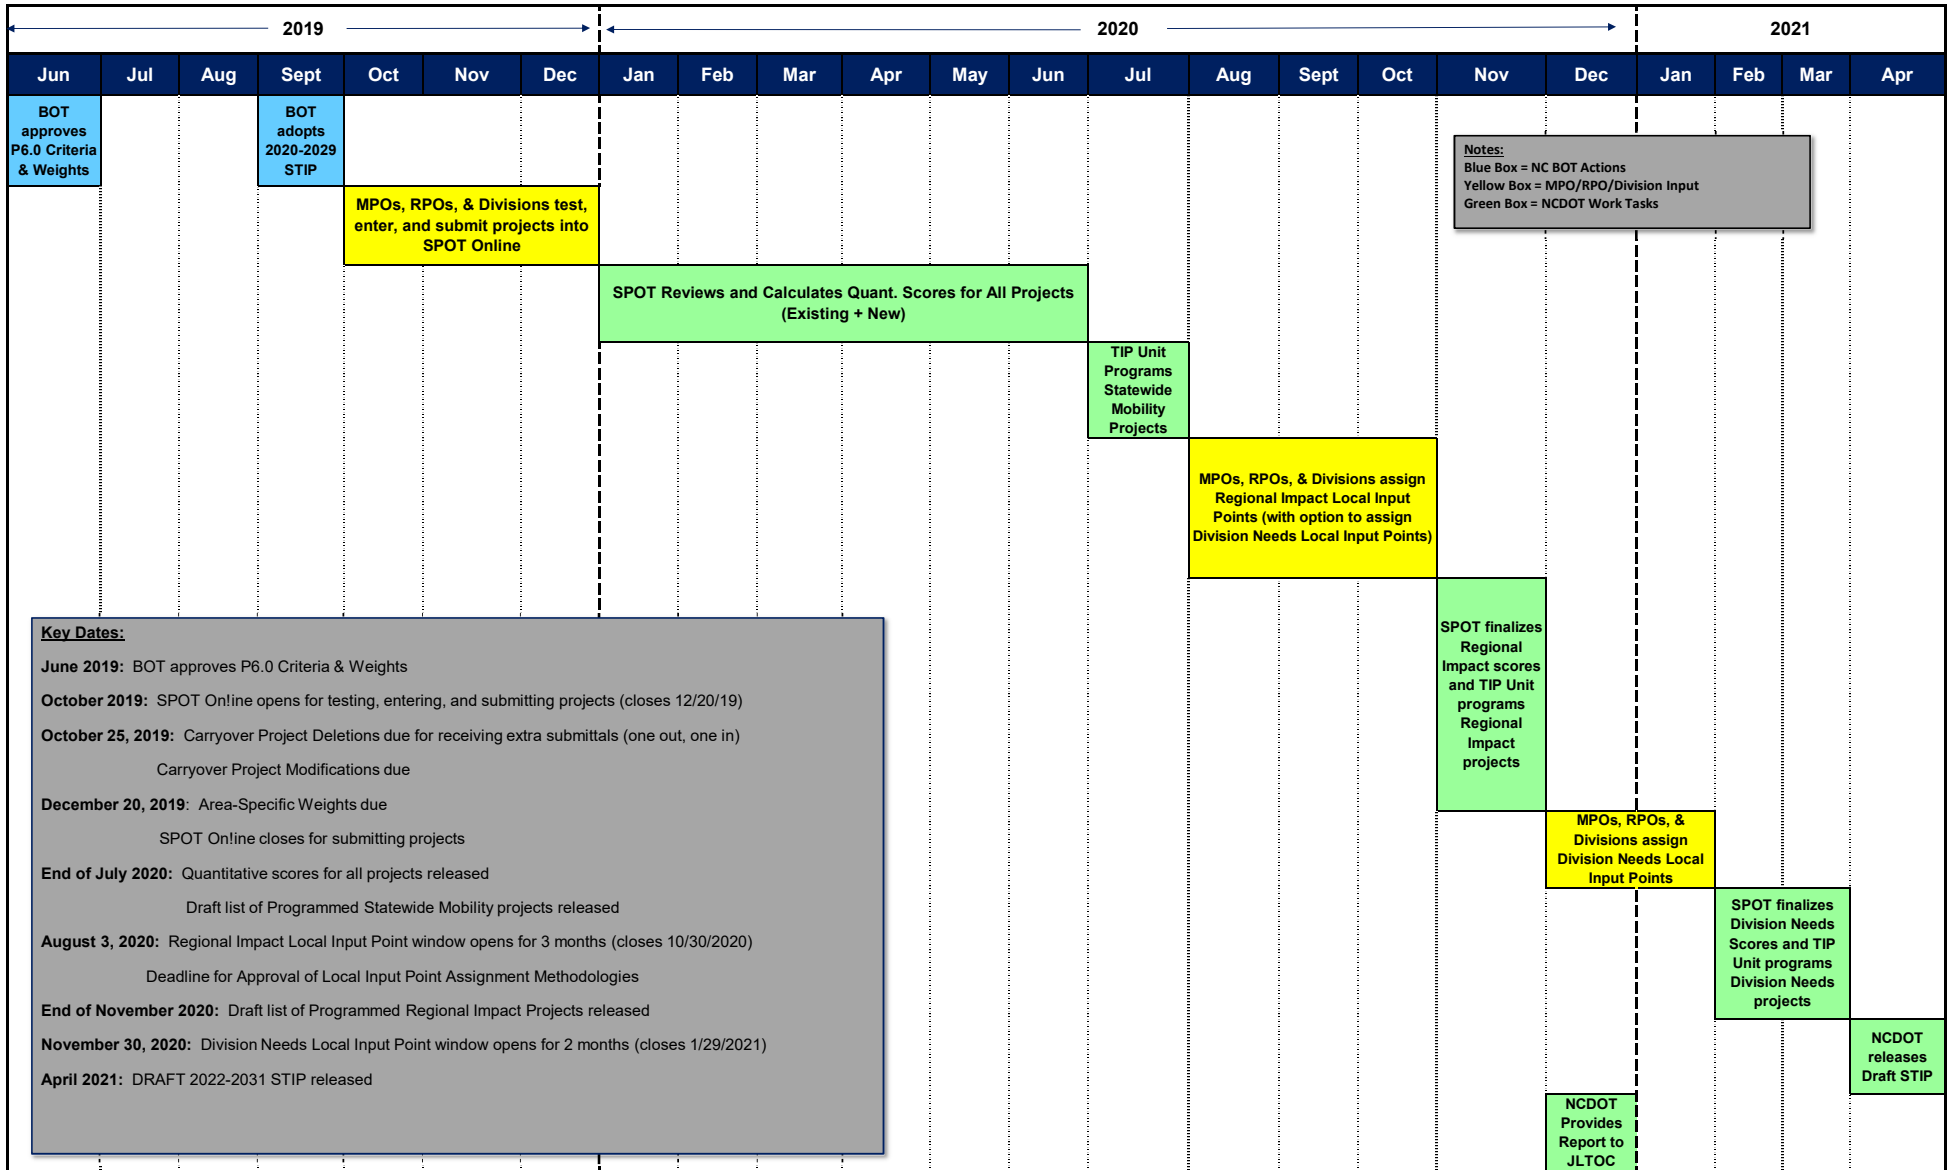 2019
2020
2021
Jun
Jul
Aug
Sept
Oct
Nov
Dec
Jan
Feb
Mar
Apr
May
Jun
Jul
Aug
Sept
Oct
Nov
Dec
Jan
Feb
Mar
Apr
BOT
approves
P6.0 Criteria
& Weights
BOT
adopts
2020-2029
STIP
Notes:
Blue Box = NC BOT Actions
Yellow Box = MPO/RPO/Division Input
Green Box = NCDOT Work Tasks
MPOs, RPOs, & Divisions test,
enter, and submit projects into
SPOT Online
SPOT Reviews and Calculates Quant. Scores for All Projects
(Existing + New)
TIP Unit
Programs
Statewide
Mobility
Projects
MPOs, RPOs, & Divisions assign
Regional Impact Local Input
Points (with option to assign
Division Needs Local Input Points)
SPOT finalizes
Regional
Impact scores
and TIP Unit
programs
Regional
Impact
projects
MPOs, RPOs, &
Divisions assign
Division Needs Local
Input Points
SPOT finalizes
Division Needs
Scores and TIP
Unit programs
Division Needs
projects
NCDOT
releases
Draft STIP
NCDOT
Provides
Report to
JLTOC
Key Dates:
June 2019: BOT approves P6.0 Criteria & Weights
October 2019: SPOT On!ine opens for testing, entering, and submitting projects (closes 12/20/19)
October 25, 2019: Carryover Project Deletions due for receiving extra submittals (one out, one in)
Carryover Project Modifications due
December 20, 2019: Area-Specific Weights due
SPOT On!ine closes for submitting projects
End of July 2020: Quantitative scores for all projects released
Draft list of Programmed Statewide Mobility projects released
August 3, 2020: Regional Impact Local Input Point window opens for 3 months (closes 10/30/2020)
Deadline for Approval of Local Input Point Assignment Methodologies
End of November 2020: Draft list of Programmed Regional Impact Projects released
November 30, 2020: Division Needs Local Input Point window opens for 2 months (closes 1/29/2021)
April 2021: DRAFT 2022-2031 STIP released